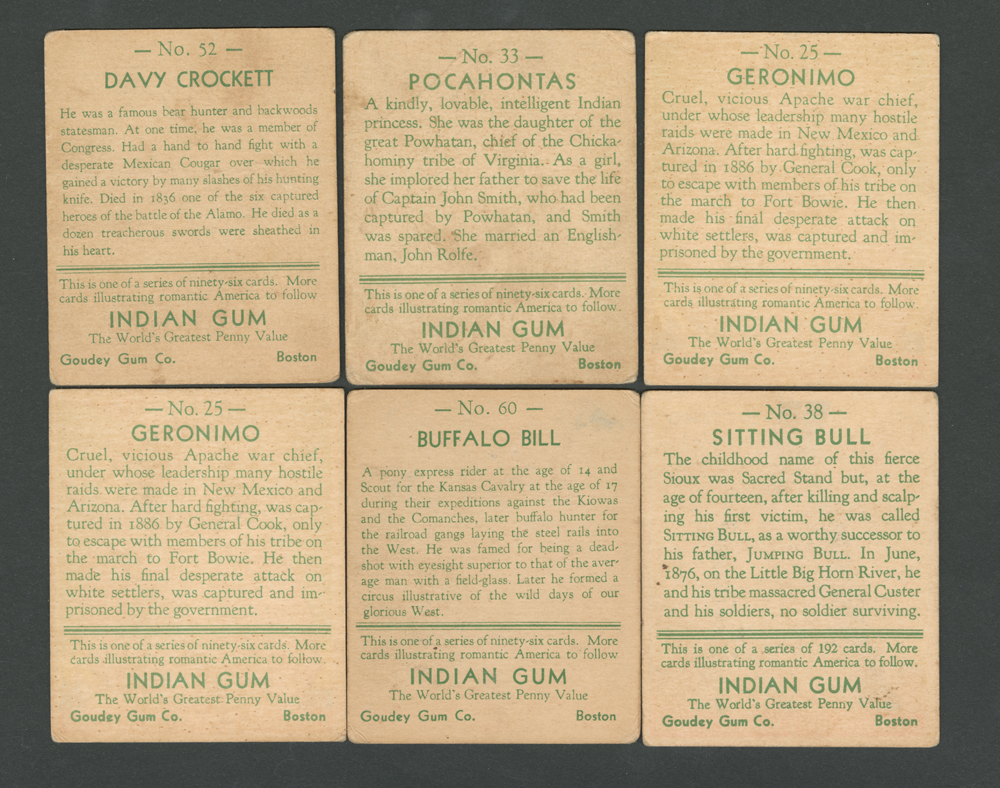 — No. 52 —
DAVY CROCKETT
He was a famous bear hunter and backwoods
statesman. At one time, he was a member of
Congress. Had a hand to hand fight with a
desperate Mexican Cougar over which he
gained a victory by many slashes of his hunting
knife. Died in 1836 one of the six captured
heroes of the battle of the Alamo. He died as a
dozen treacherous swords were sheathed in
his heart.
This is one of a series of ninety-six cards. More
cards illustrating romantic America to follow
INDIAN GUM
The World's Greatest Penny Value
Goudey Gum Co. Boston
— No. 33 —
POCAHONTAS
A kindly, lovable, intelligent Indian
princess. She was the daughter of the
great Powhatan, chief of the Chicka-
hominy tribe of Virginia. As a girl,
she implored her father to save the life
of Captain John Smith, who had been
captured by Powhatan, and Smith
was spared. She married an English-
man, John Rolfe.
This is one of a series of ninety-six cards. More
cards illustrating romantic America to follow.
INDIAN GUM
The World's Greatest Penny Value
Goudey Gum Co. Boston
— No. 25 —
GERONIMO
Cruel, vicious Apache war chief,
under whose leadership many hostile
raids were made in New Mexico and
Arizona. After hard fighting, was cap-
tured in 1886 by General Cook, only
to escape with members of his tribe on
the march to Fort Bowie. He then
made his final desperate attack on
white settlers, was captured and im-
prisoned by the government.
This is one of a series of ninety-six cards. More
cards illustrating romantic America to follow.
INDIAN GUM
The World's Greatest Penny Value
Goudey Gum Co. Boston
— No. 25 —
GERONIMO
Cruel, vicious Apache war chief,
under whose leadership many hostile
raids were made in New Mexico and
Arizona. After hard fighting, was cap-
tured in 1886 by General Cook, only
to escape with members of his tribe on
the march to Fort Bowie. He then
made his final desperate attack on
white settlers, was captured and im-
prisoned by the government.
This is one of a series of ninety-six cards. More
cards illustrating romantic America to follow.
INDIAN GUM
The World's Greatest Penny Value
Goudey Gum Co. Boston
— No. 60 —
BUFFALO BILL
A pony express rider at the age of 14 and
Scout for the Kansas Cavalry at the age of 17
during their expeditions against the Kiowas
and the Comanches, later buffalo hunter for
the railroad gangs laying the steel rails into
the West. He was famed for being a dead-
shot with eyesight superior to that of the aver-
age man with a field-glass. Later he formed a
circus illustrative of the wild days of our
glorious West.
This is one of a series of ninety-six cards. More
cards illustrating romantic America to follow
INDIAN GUM
The World's Greatest Penny Value
Goudey Gum Co. Boston
— No. 38 —
SITTING BULL
The childhood name of this fierce
Sioux was Sacred Stand but, at the
age of fourteen, after killing and scalp-
ing his first victim, he was called
SITTING BULL, as a worthy successor to
his father, JUMPING BULL. In June,
1876, on the Little Big Horn River, he
and his tribe massacred General Custer
and his soldiers, no soldier surviving.
This is one of a series of 192 cards. More
cards illustrating romantic America to follow.
INDIAN GUM
The World's Greatest Penny Value
Goudey Gum Co. Boston